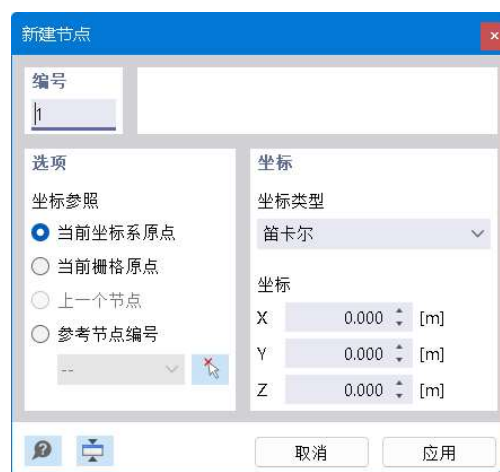 新建节点
编号
1
选项
坐标参照
当前坐标系原点
当前栅格原点
上一个节点
参考节点编号
--
坐标
坐标类型
笛卡尔
坐标
X 0.000 [m]
Y 0.000 [m]
Z 0.000 [m]
取消 应用